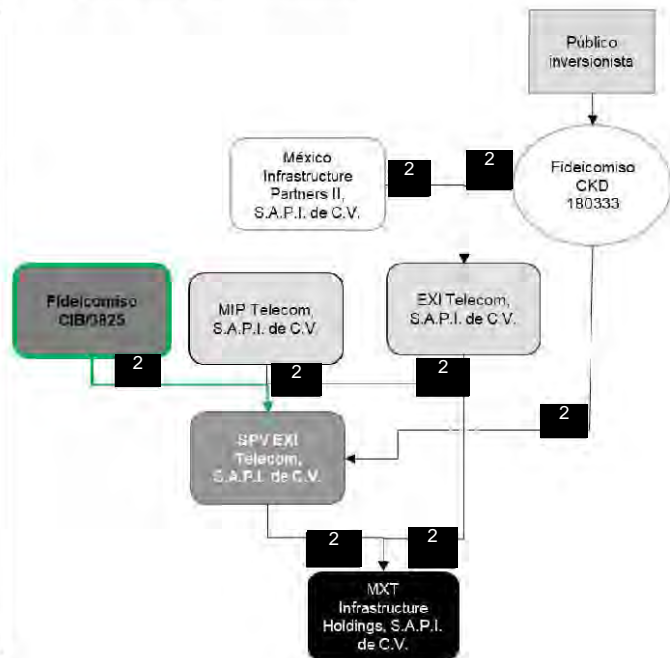 Público
inversionista
México
Infrastructure
Partners II,
S.A.P.I. de C.V.
2
2
Fideicomiso
CKD
180333
Fideicomiso
CIB/3825
MIP Telecom,
S.A.P.I. de C.V.
EXI Telecom,
S.A.P.I. de C.V.
2
2
2
2
SPV EXI
Telecom,
S.A.P.I. de C.V.
2
2
MXT
Infrastructure
Holdings, S.A.P.I.
de C.V.